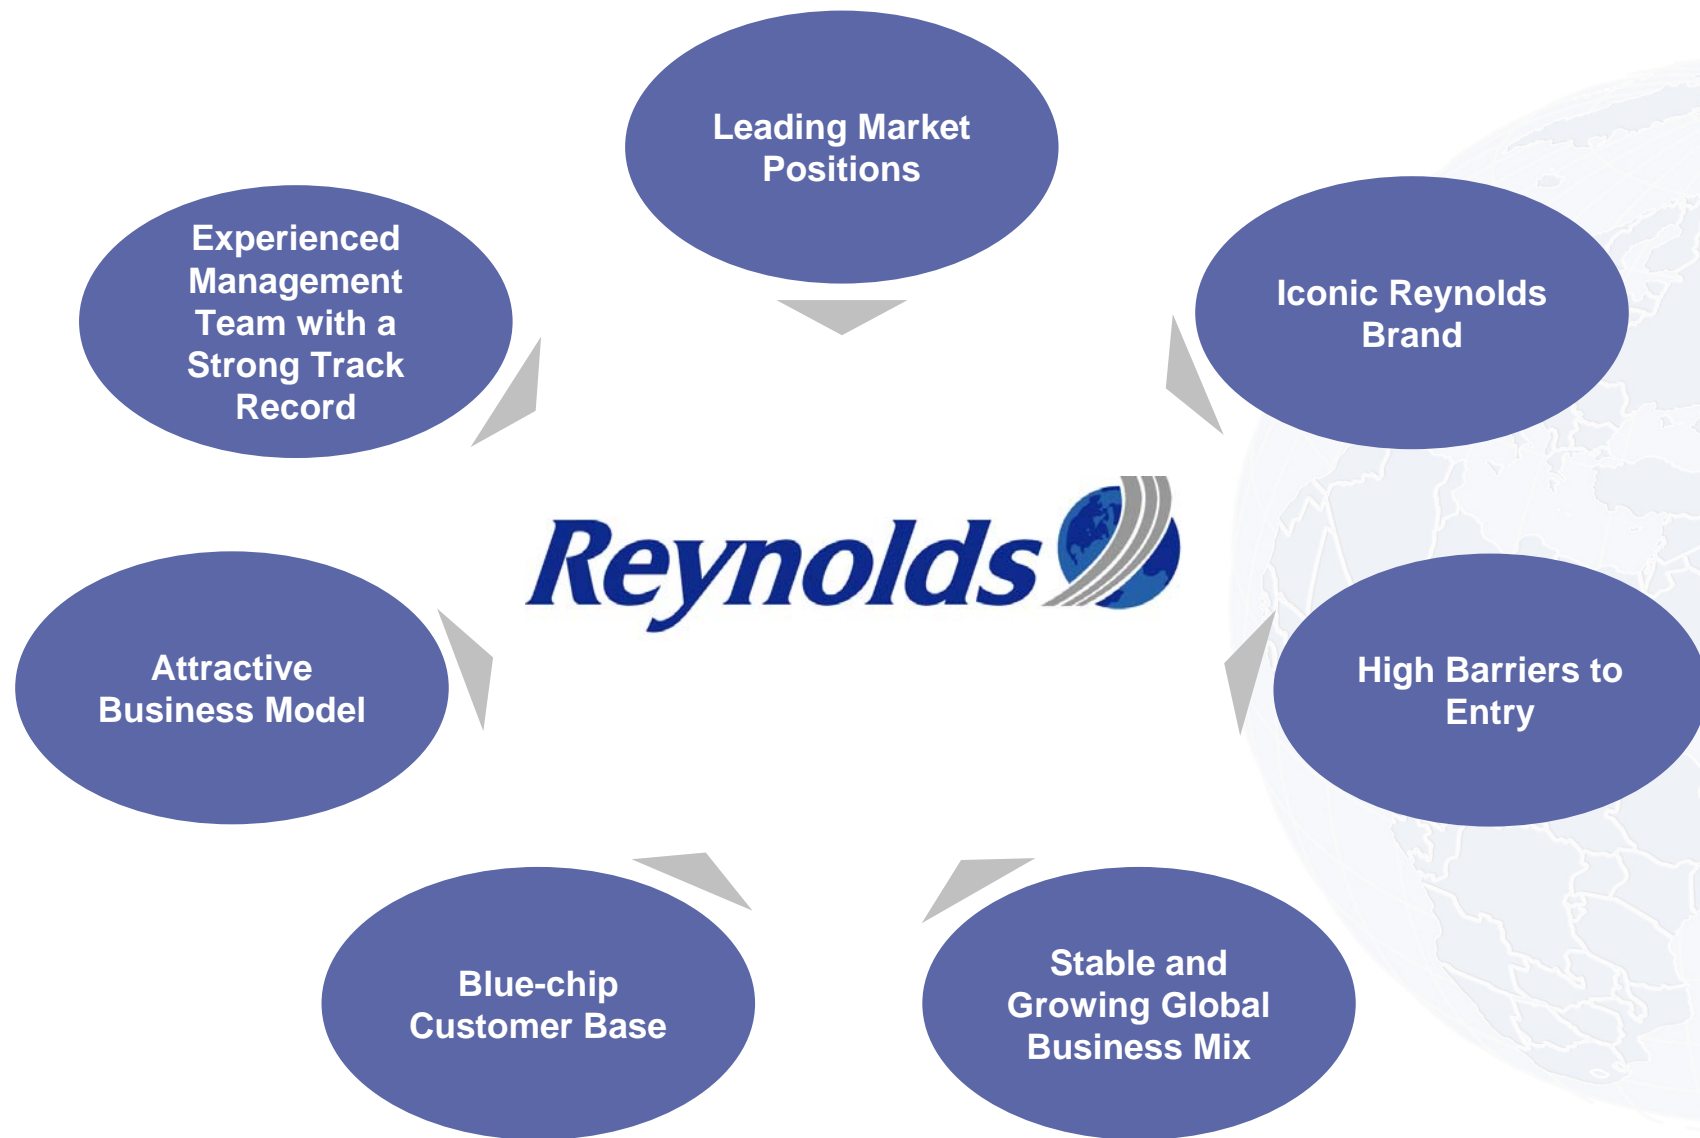 Leading Market
Positions
Iconic Reynolds
Brand
High Barriers to
Entry
Stable and
Growing Global
Business Mix
Blue-chip
Customer Base
Attractive
Business Model
Experienced
Management
Team with a
Strong Track
Record
Reynolds